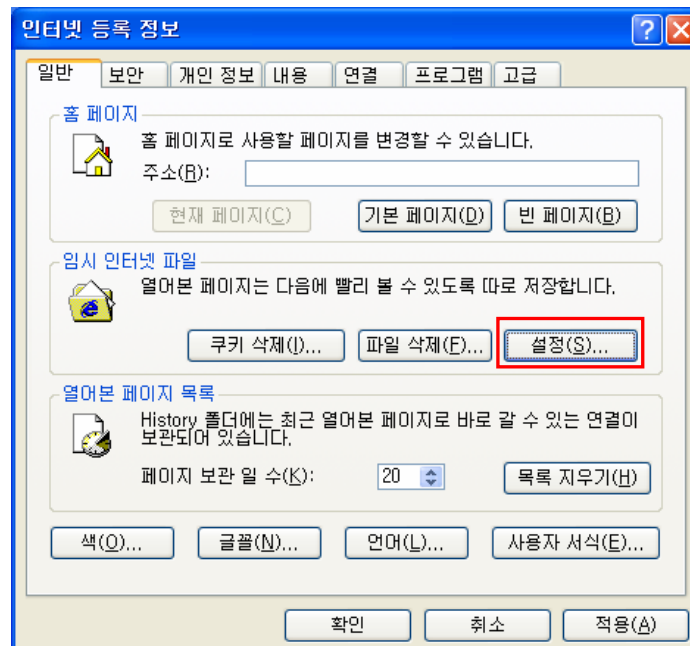 인터넷 등록 정보
일반 보안 개인 정보 내용 연결 프로그램 고급
홈 페이지
홈 페이지로 사용할 페이지를 변경할 수 있습니다.
주소(R):
현재 페이지(C) 기본 페이지(D) 빈 페이지(B)
임시 인터넷 파일
열어본 페이지는 다음에 빨리 볼 수 있도록 따로 저장합니다.
쿠키 삭제(I)... 파일 삭제(F)... 설정(S)...
열어본 페이지 목록
History 폴더에는 최근 열어본 페이지로 바로 갈 수 있는 연결이
보관되어 있습니다.
페이지 보관 일 수(K): 20 목록 지우기(H)
색(O)... 글꼴(N)... 언어(L)... 사용자 서식(E)...
확인 취소 적용(A)